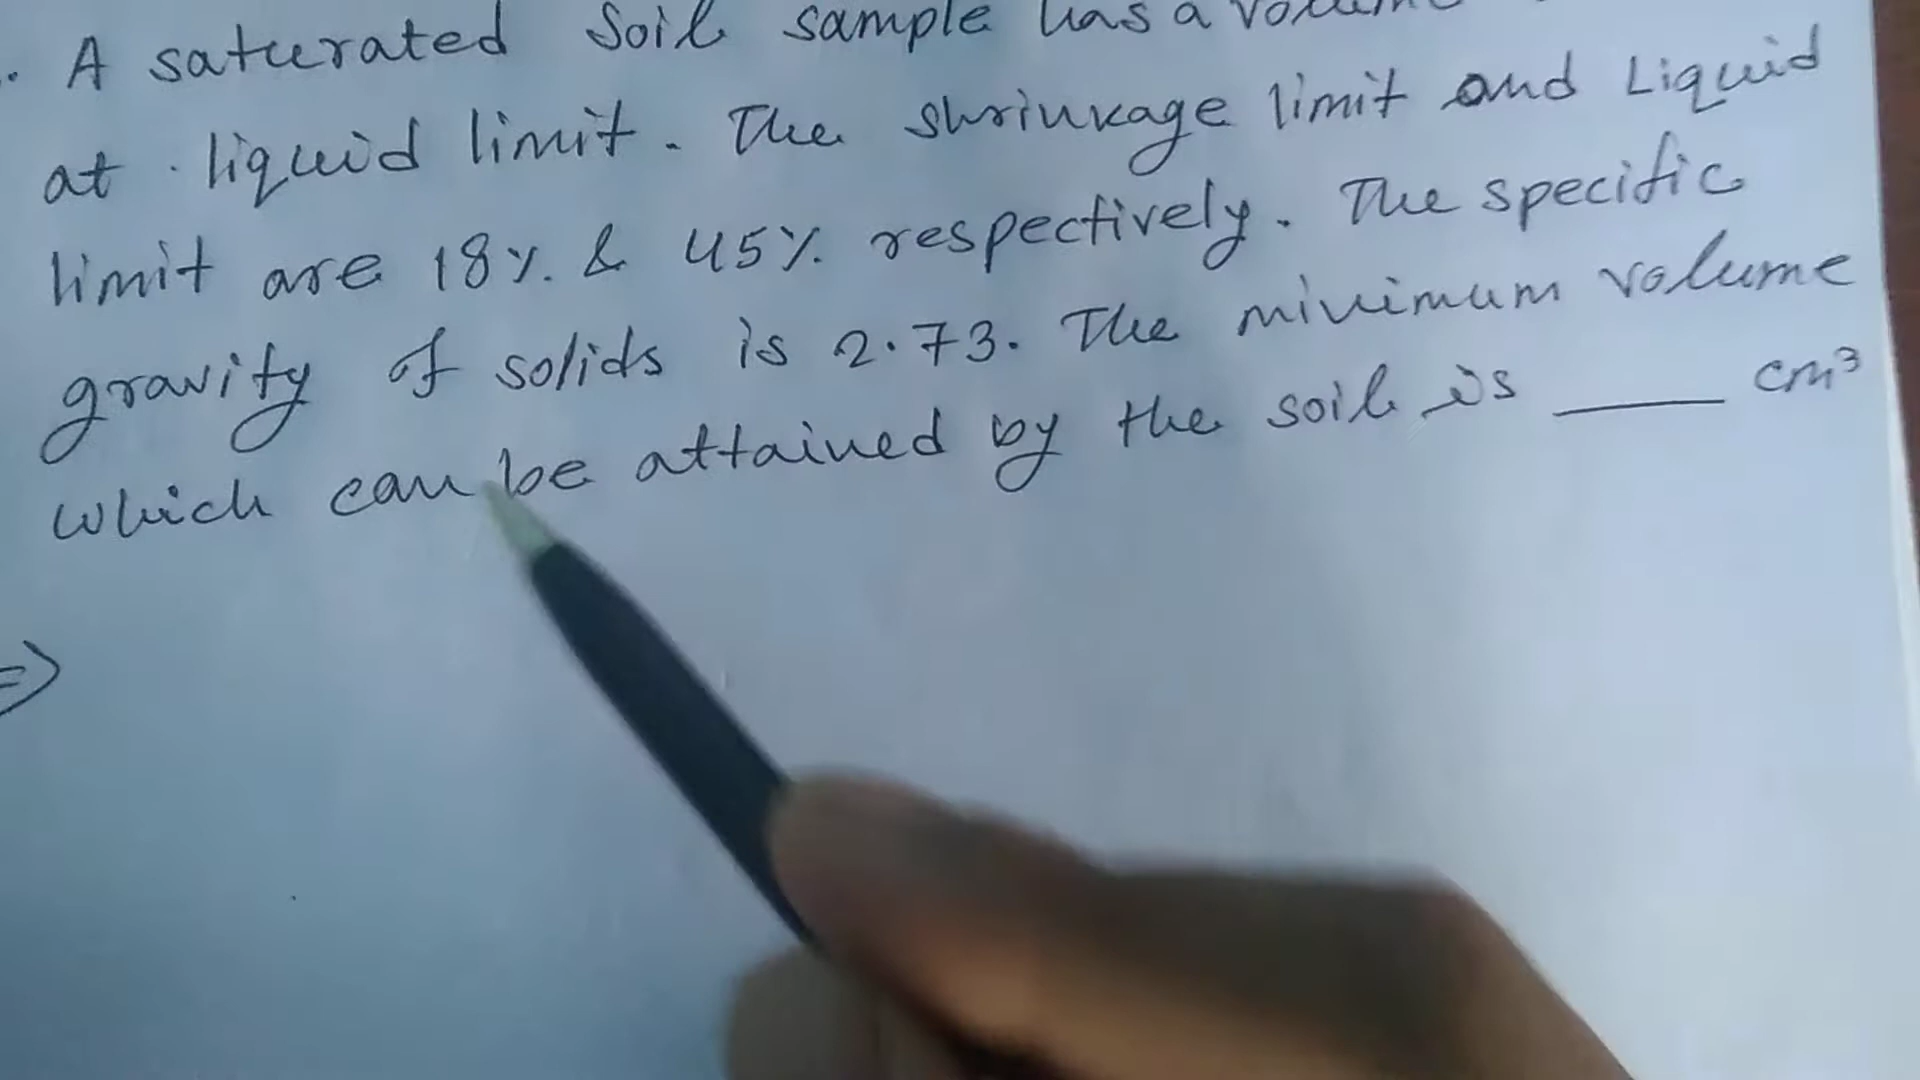 . A saturated Soil sample has a volume
at liquid limit. The shrinkage limit and Liquid
limit are 18%. & 45% respectively. The specific
gravity of solids is 2.73. The minimum volume
which can be attained by the soil is ____ cm³
=>